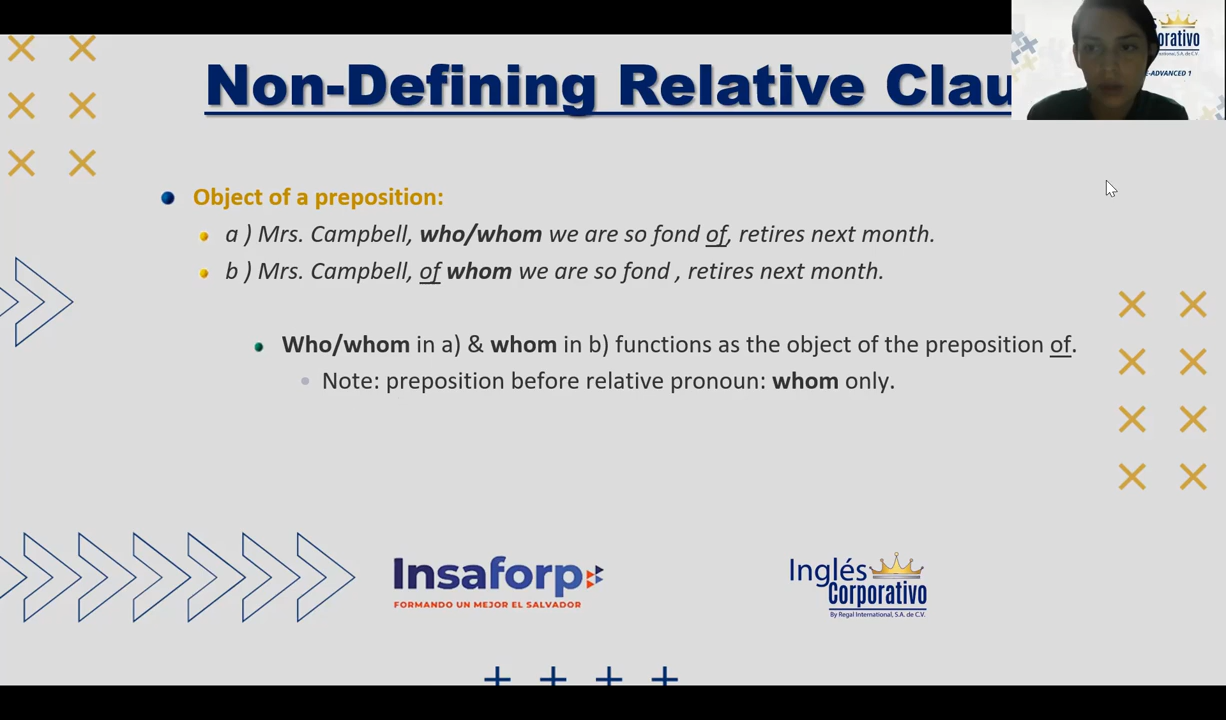 Non-Defining Relative Clau
orativo
-ADVANCED 1
Object of a preposition:
a ) Mrs. Campbell, who/whom we are so fond of, retires next month.
b ) Mrs. Campbell, of whom we are so fond , retires next month.
Who/whom in a) & whom in b) functions as the object of the preposition of.
Note: preposition before relative pronoun: whom only.
Insaforp
FORMANDO UN MEJOR EL SALVADOR
Inglés
Corporativo
By Regal International, S.A. de C.V.